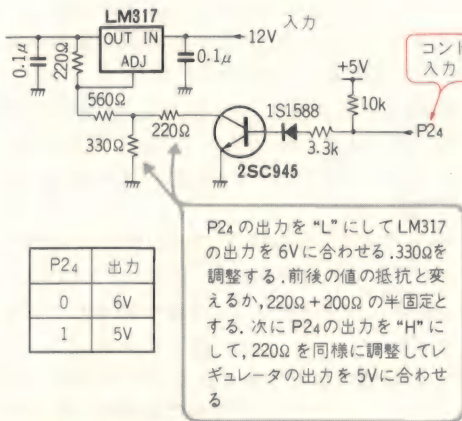 LM317
入力
OUT IN
ADJ
12V
0.1μ
220Ω
0.1μ
+5V
コント
入力
560Ω
220Ω
1S1588
10k
P24
330Ω
3.3k
2SC945
P24 出力
0 6V
1 5V
P24の出力を“L”にしてLM317
の出力を6Vに合わせる.330Ωを
調整する.前後の値の抵抗と変
えるか,220Ω+200Ωの半固定と
する.次にP24の出力を“H”に
して,220Ωを同様に調整してレ
ギュレータの出力を5Vに合わせ
る